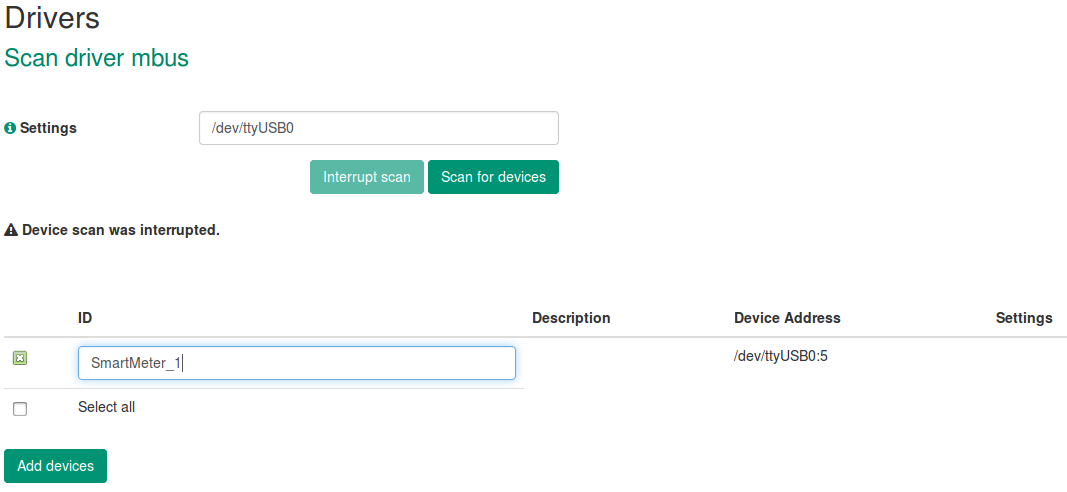 Drivers
Scan driver mbus
Settings /dev/ttyUSB0
Interrupt scan Scan for devices
Device scan was interrupted.
ID Description Device Address Settings
SmartMeter_1 /dev/ttyUSB0:5
Select all
Add devices